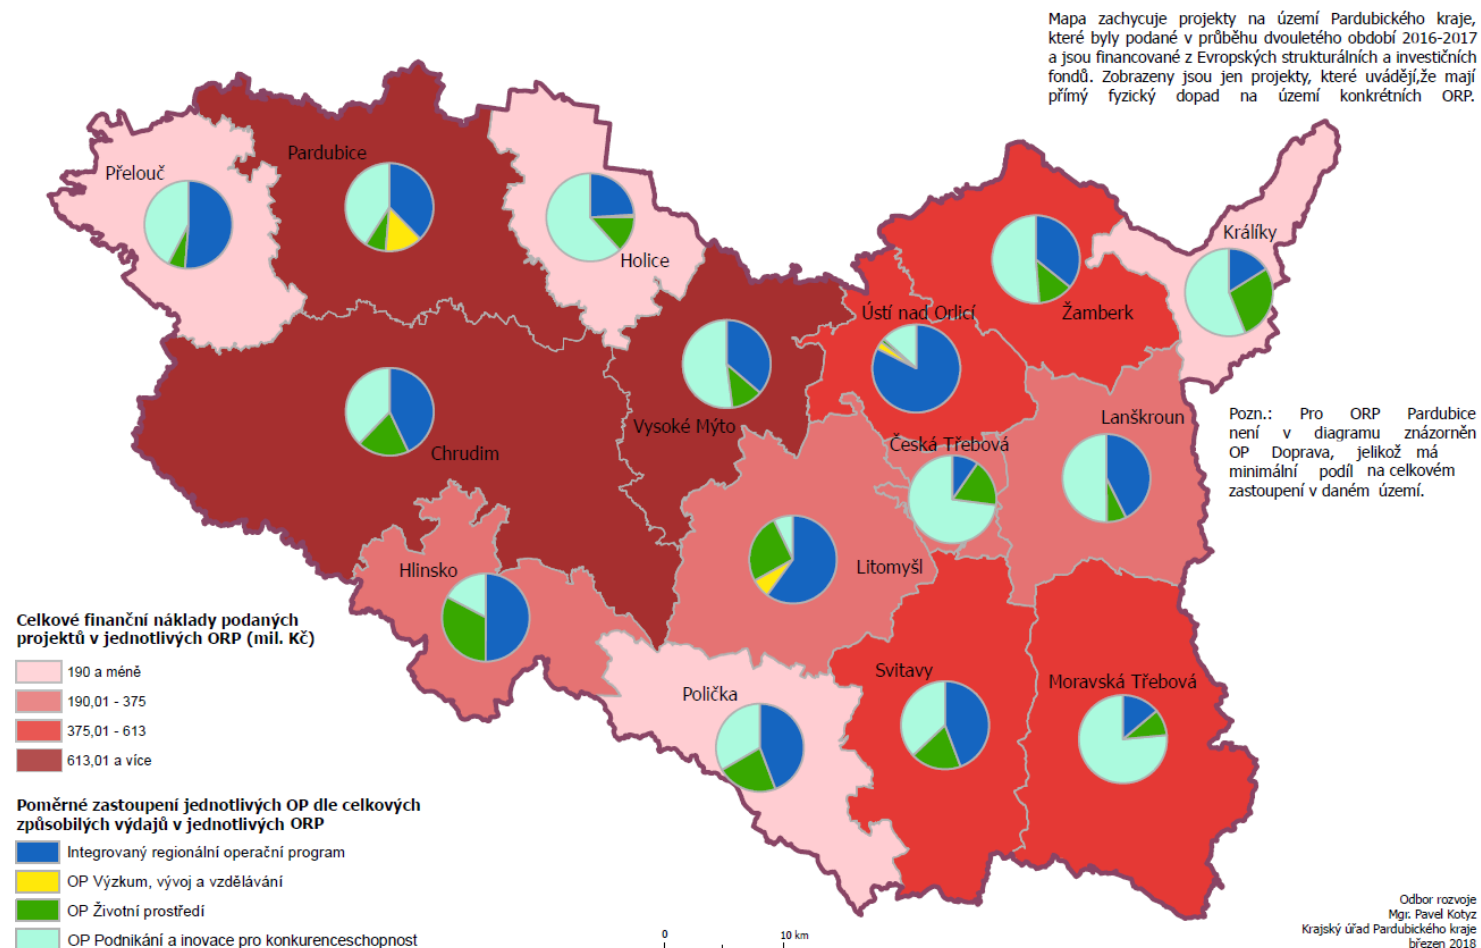 Mapa zachycuje projekty na území Pardubického kraje,
které byly podané v průběhu dvouletého období 2016-2017
a jsou financované z Evropských strukturálních a investičních
fondů. Zobrazeny jsou jen projekty, které uvádějí,že mají
přímý fyzický dopad na území konkrétních ORP.
Pardubice
Přelouč
Holice
Králíky
Žamberk
Ústí nad Orlicí
Vysoké Mýto
Lanškroun
Česká Třebová
Chrudim
Litomyšl
Hlinsko
Svitavy
Moravská Třebová
Polička
Pozn.: Pro ORP Pardubice
není v diagramu znázorněn
OP Doprava, jelikož má
minimální podíl na celkovém
zastoupení v daném území.
Celkové finanční náklady podaných
projektů v jednotlivých ORP (mil. Kč)
190 a méně
190,01 - 375
375,01 - 613
613,01 a více
Poměrné zastoupení jednotlivých OP dle celkových
způsobilých výdajů v jednotlivých ORP
Integrovaný regionální operační program
OP Výzkum, vývoj a vzdělávání
OP Životní prostředí
OP Podnikání a inovace pro konkurenceschopnost
0 10 km
Odbor rozvoje
Mgr. Pavel Kotyz
Krajský úřad Pardubického kraje
březen 2018